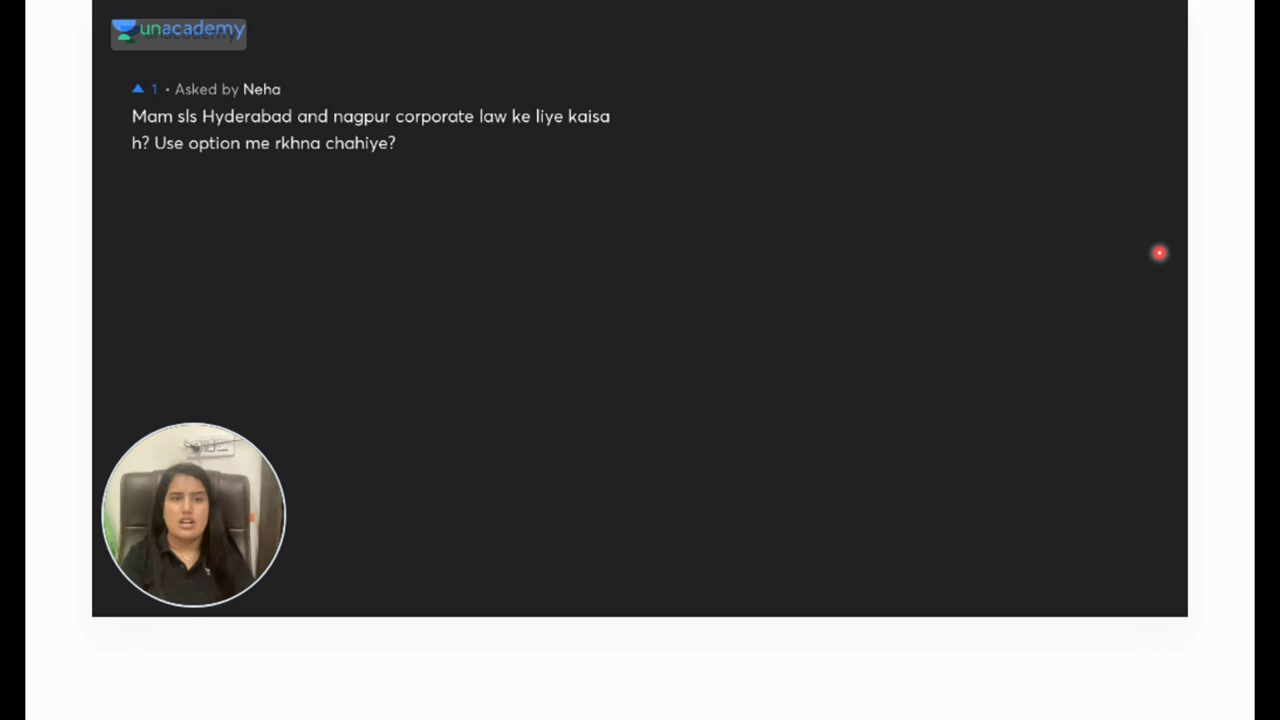 unacademy
1 • Asked by Neha
Mam sls Hyderabad and nagpur corporate law ke liye kaisa
h? Use option me rkhna chahiye?